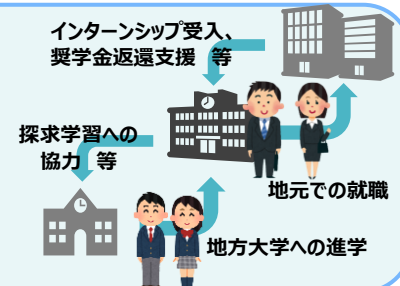 インターンシップ受入、
奨学金返還支援　等
探求学習への
協力　等
地元での就職
地方大学への進学